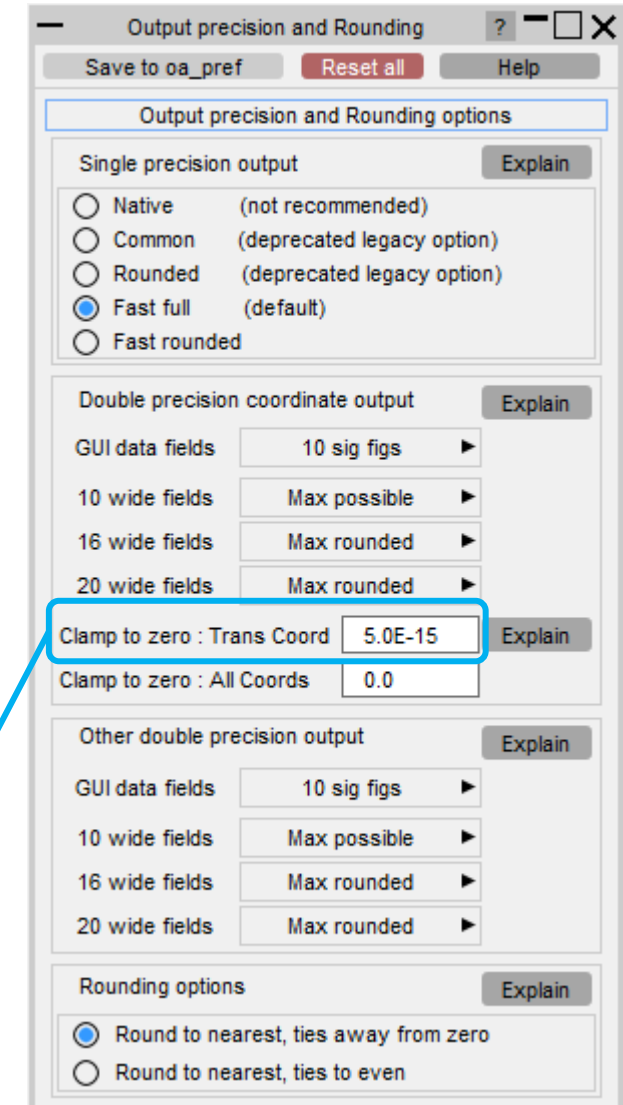 Output precision and Rounding ?
Save to oa_pref Reset all Help
Output precision and Rounding options
Single precision output Explain
Native (not recommended)
Common (deprecated legacy option)
Rounded (deprecated legacy option)
Fast full (default)
Fast rounded
Double precision coordinate output Explain
GUI data fields 10 sig figs
10 wide fields Max possible
16 wide fields Max rounded
20 wide fields Max rounded
Clamp to zero : Trans Coord 5.0E-15 Explain
Clamp to zero : All Coords 0.0
Other double precision output Explain
GUI data fields 10 sig figs
10 wide fields Max possible
16 wide fields Max rounded
20 wide fields Max rounded
Rounding options Explain
Round to nearest, ties away from zero
Round to nearest, ties to even